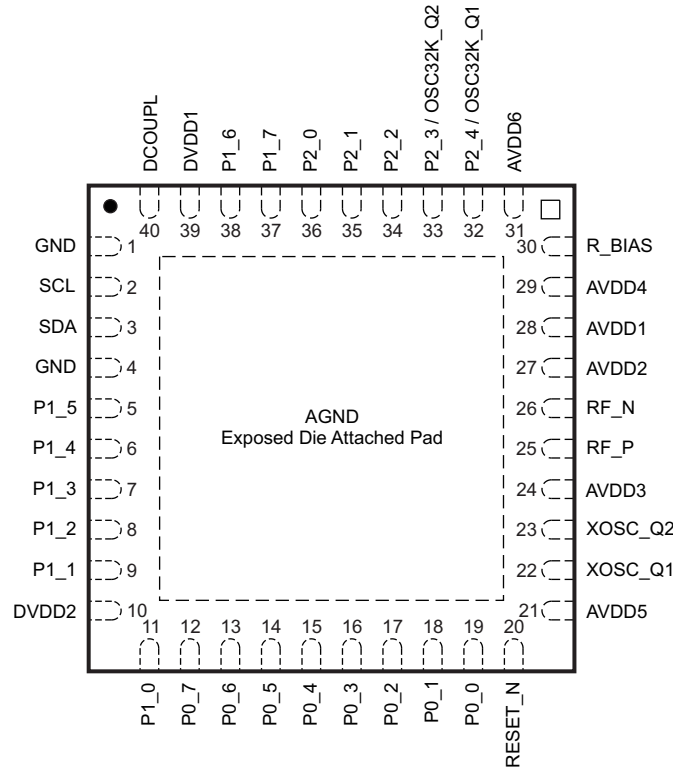 DCOUPL
DVDD1
P1_6
P1_7
P2_0
P2_1
P2_2
P2_3 / OSC32K_Q2
P2_4 / OSC32K_Q1
AVDD6
40 39 38 37 36 35 34 33 32 31
GND 1
SCL 2
SDA 3
GND 4
P1_5 5
P1_4 6
P1_3 7
P1_2 8
P1_1 9
DVDD2 10
AGND
Exposed Die Attached Pad
30 R_BIAS
29 AVDD4
28 AVDD1
27 AVDD2
26 RF_N
25 RF_P
24 AVDD3
23 XOSC_Q2
22 XOSC_Q1
21 AVDD5
11 12 13 14 15 16 17 18 19 20
P1_0
P0_7
P0_6
P0_5
P0_4
P0_3
P0_2
P0_1
P0_0
RESET_N